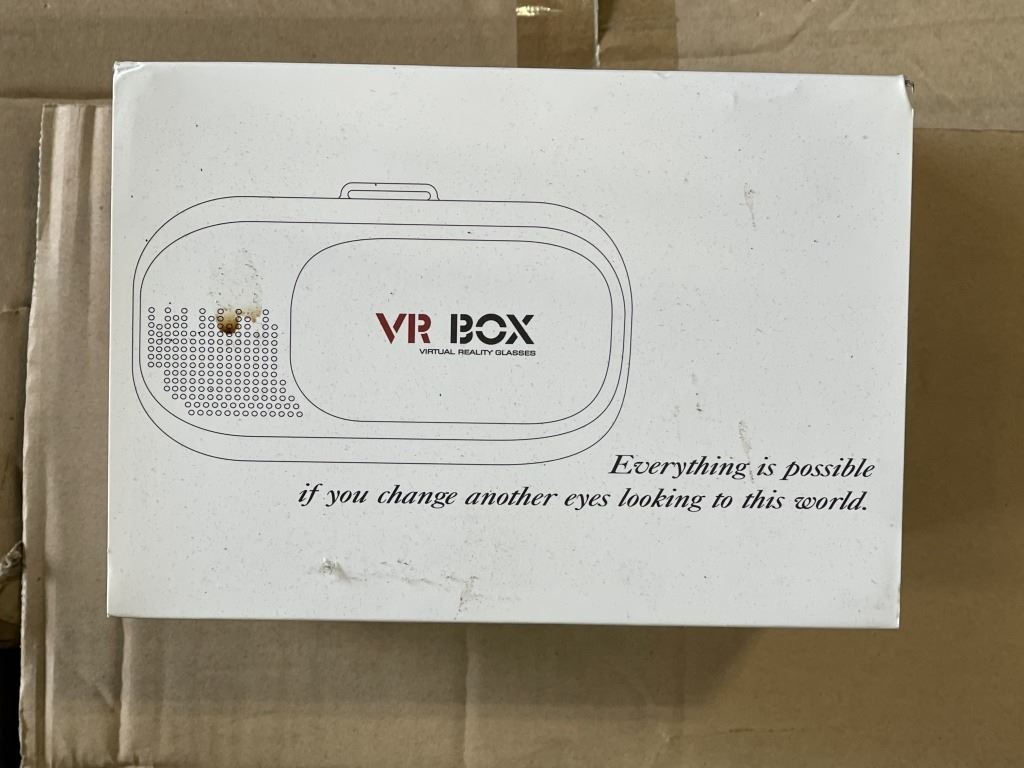 VR BOX
VIRTUAL REALITY GLASSES
Everything is possible
if you change another eyes looking to this world.